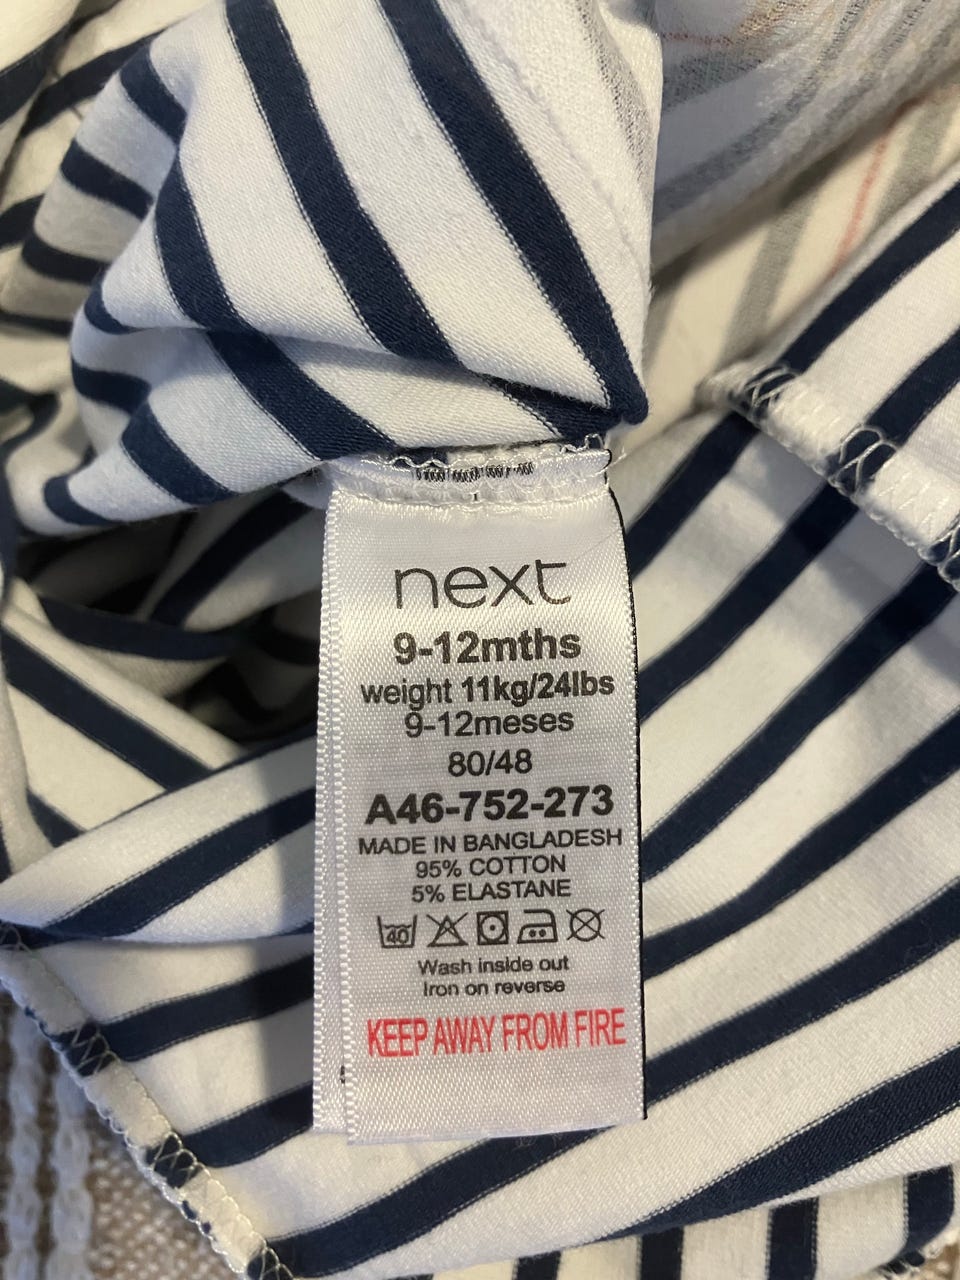 next
9-12mths
weight 11kg/24lbs
9-12meses
80/48
A46-752-273
MADE IN BANGLADESH
95% COTTON
5% ELASTANE
40
Wash inside out
Iron on reverse
KEEP AWAY FROM FIRE